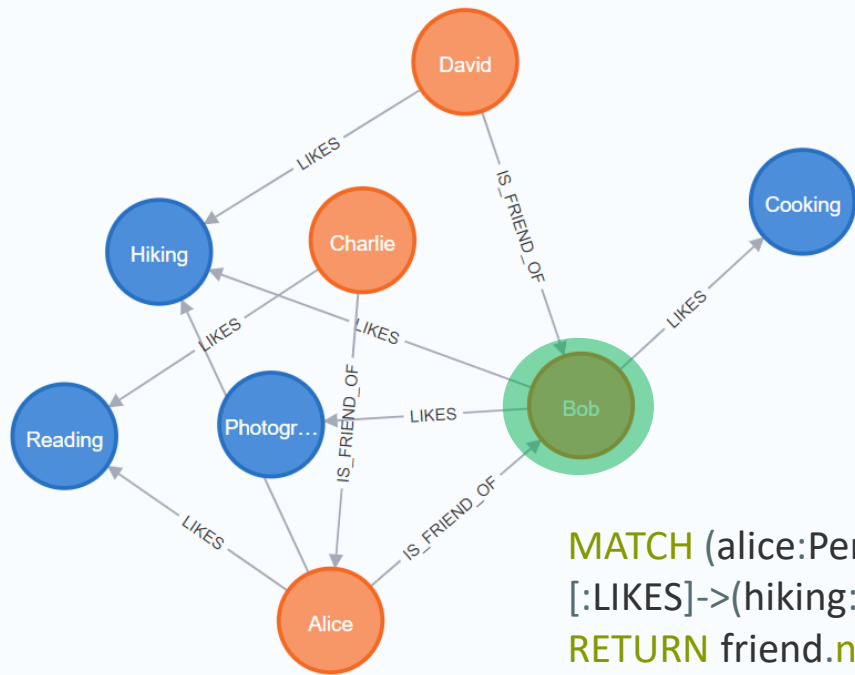 David
LIKES
IS_FRIEND_OF
Cooking
Charlie
Hiking
LIKES
LIKES
LIKES
IS_FRIEND_OF
Bob
LIKES
Photogr...
Reading
IS_FRIEND_OF
LIKES
Alice
MATCH (alice:Per
[:LIKES]->(hiking:
RETURN friend.n